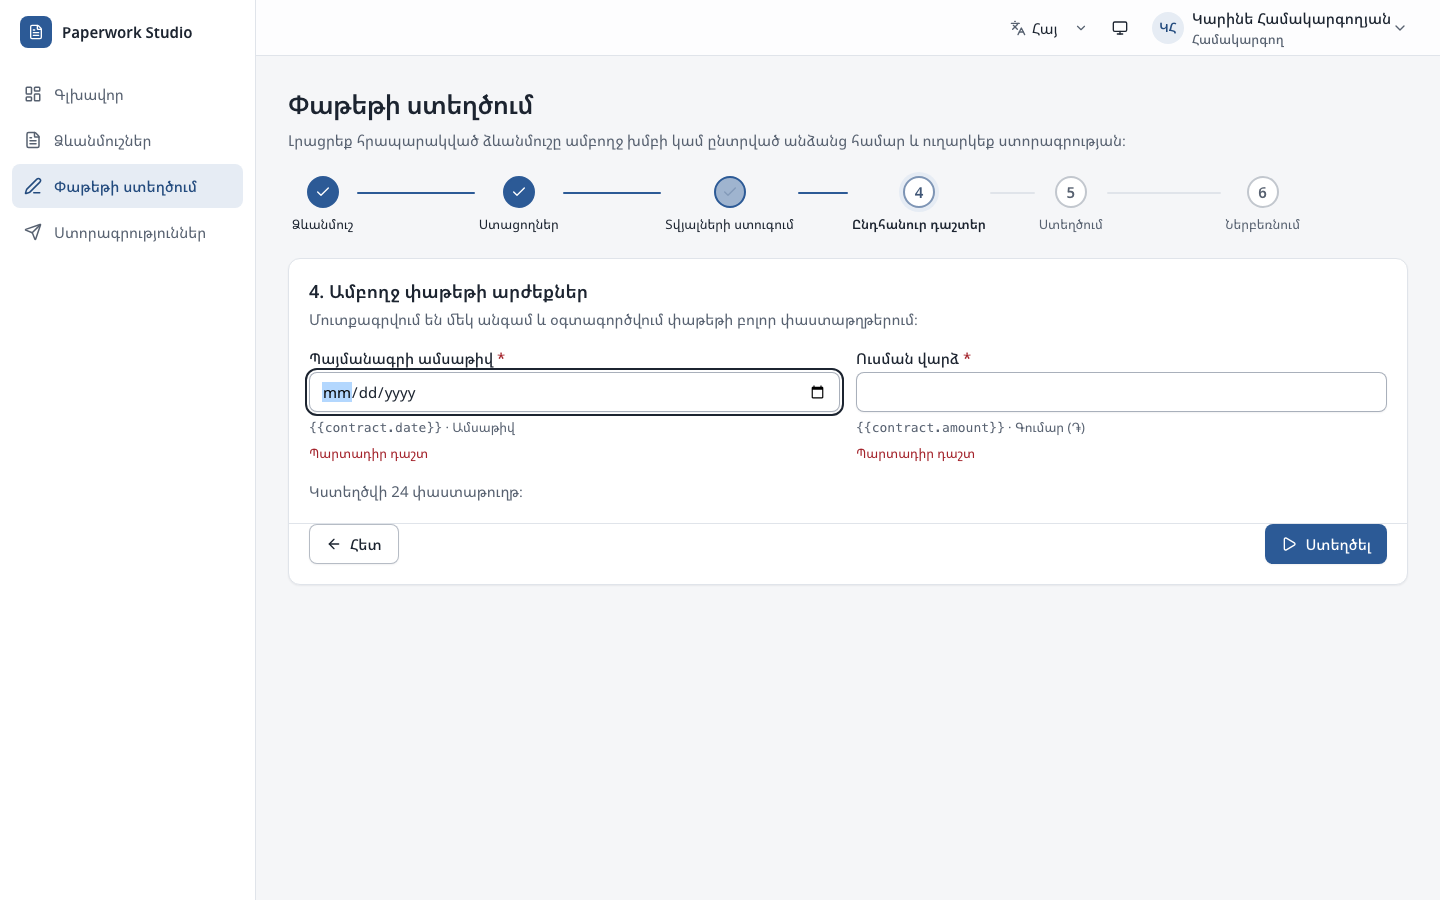 Paperwork Studio
Հայ
ԿՀ
Կարինե Համակարգողյան
Համակարգող
Գլխավոր
Ձևանմուշներ
Փաթեթի ստեղծում
Ստորագրություններ
Փաթեթի ստեղծում
Լրացրեք հրապարակված ձևանմուշը ամբողջ խմբի կամ ընտրված անձանց համար և ուղարկեք ստորագրության։
Ձևանմուշ
Ստացողներ
Տվյալների ստուգում
4
Ընդհանուր դաշտեր
5
Ստեղծում
6
Ներբեռնում
4. Ամբողջ փաթեթի արժեքներ
Մուտքագրվում են մեկ անգամ և օգտագործվում փաթեթի բոլոր փաստաթղթերում։
Պայմանագրի ամսաթիվ *
mm/dd/yyyy
{{contract.date}} · Ամսաթիվ
Պարտադիր դաշտ
Ուսման վարձ *
{{contract.amount}} · Գումար (֏)
Պարտադիր դաշտ
Կստեղծվի 24 փաստաթուղթ։
Հետ
Ստեղծել